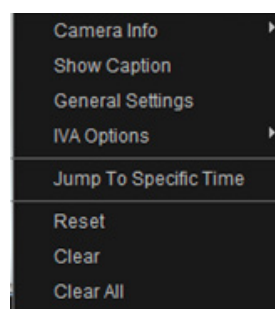 Camera Info
Show Caption
General Settings
IVA Options
Jump To Specific Time
Reset
Clear
Clear All